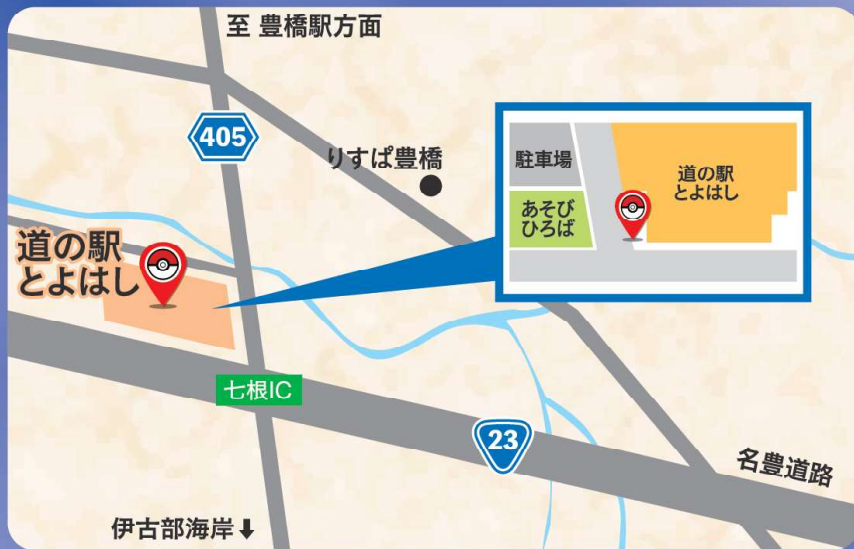 至 豊橋駅方面
405
りすぱ豊橋
駐車場
道の駅
とよはし
あそび
ひろば
道の駅
とよはし
七根IC
23
名豊道路
伊古部海岸⬇